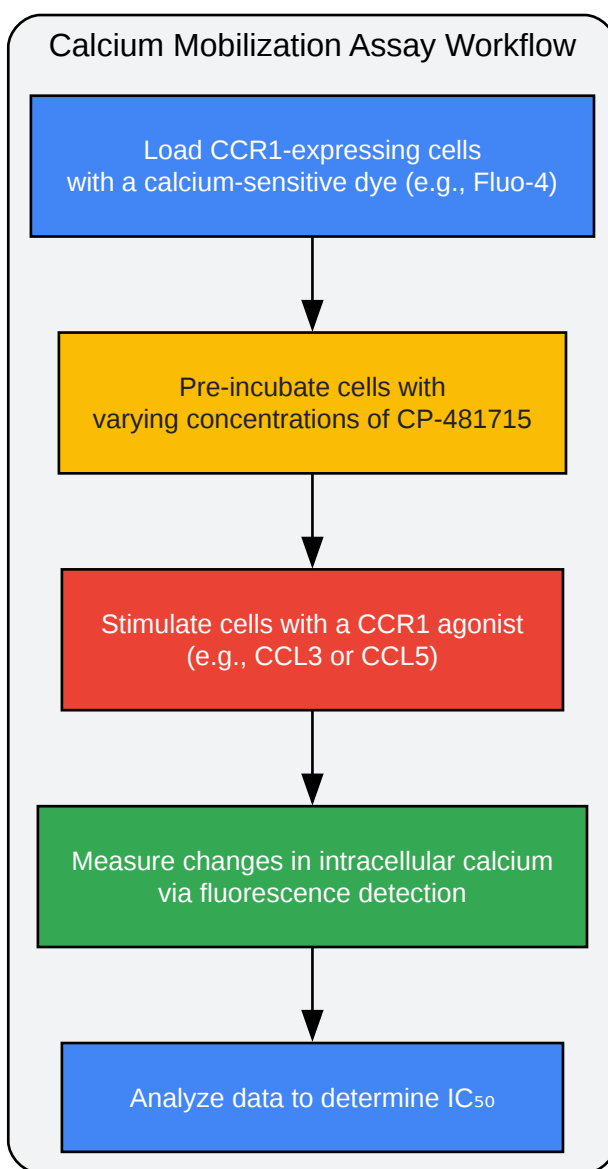 Calcium Mobilization Assay Workflow
Load CCR1-expressing cells
with a calcium-sensitive dye (e.g., Fluo-4)
Pre-incubate cells with
varying concentrations of CP-481715
Stimulate cells with a CCR1 agonist
(e.g., CCL3 or CCL5)
Measure changes in intracellular calcium
via fluorescence detection
Analyze data to determine IC₅₀